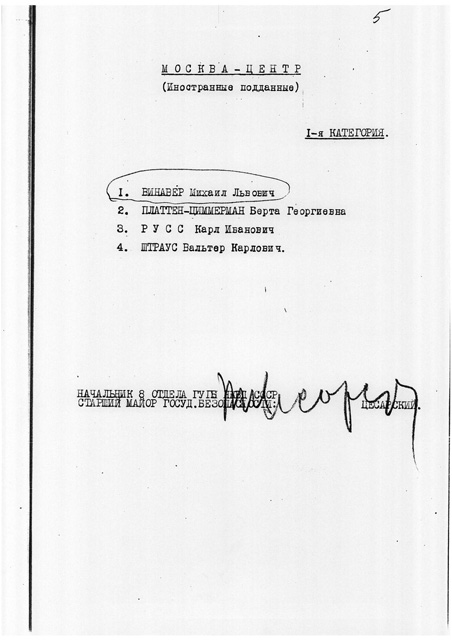 5
МОСКВА-ЦЕНТР
(Иностранные подданные)
I-я КАТЕГОРИЯ.
1. ВИНАВЕР Михаил Львович
2. ПЛАТТЕН-ЦИММЕРМАН Берта Георгиевна
3. РУСС Карл Иванович
4. ШТРАУС Вальтер Карлович.
НАЧАЛЬНИК 8 ОТДЕЛА ГУГБ НКВД СССР
СТАРШИЙ МАЙОР ГОСУД.БЕЗОПАСНОСТИ: ЦЕСАРСКИЙ.